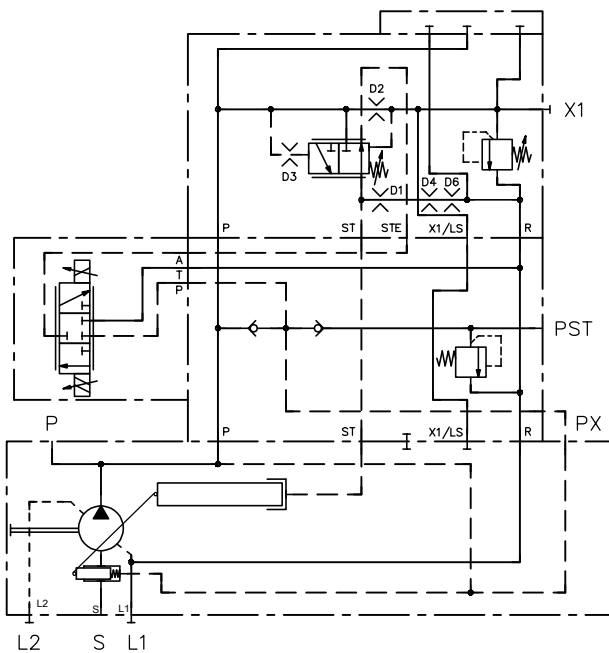 D2
X1
D3
D1 D4 D6
P ST STE X1/LS R
A
T
P
PST
P PX
P ST X1/LS R
L2 S L1
L2 S L1